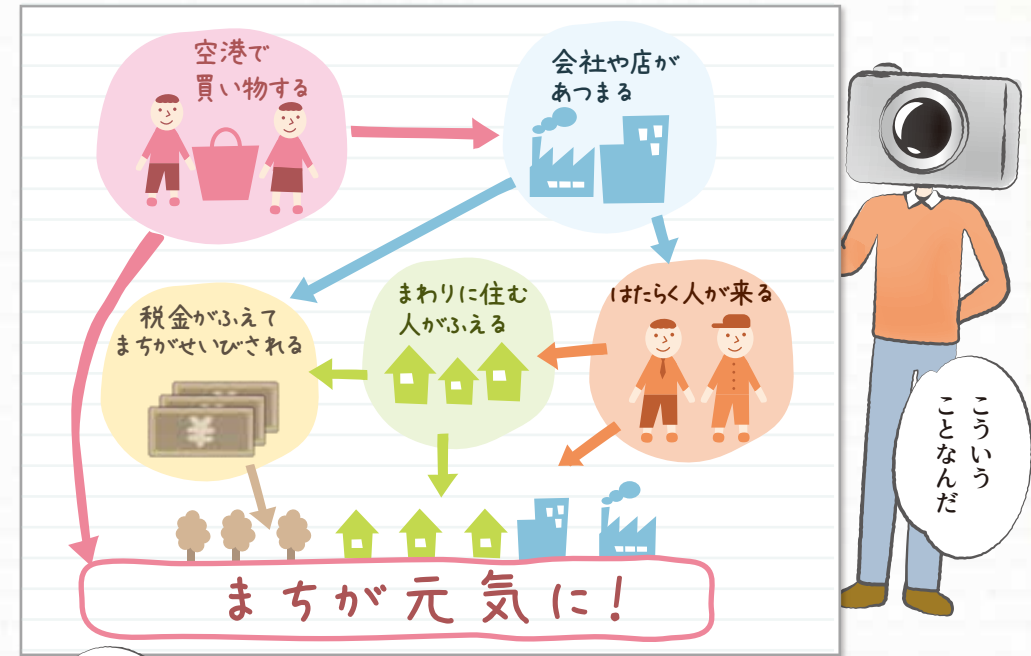 空港で
買い物する
会社や店が
あつまる
税金がふえて
まちがせいびされる
まわりに住む
人がふえる
はたらく人が来る
¥
まちが元気に!
こういう
ことなんだ